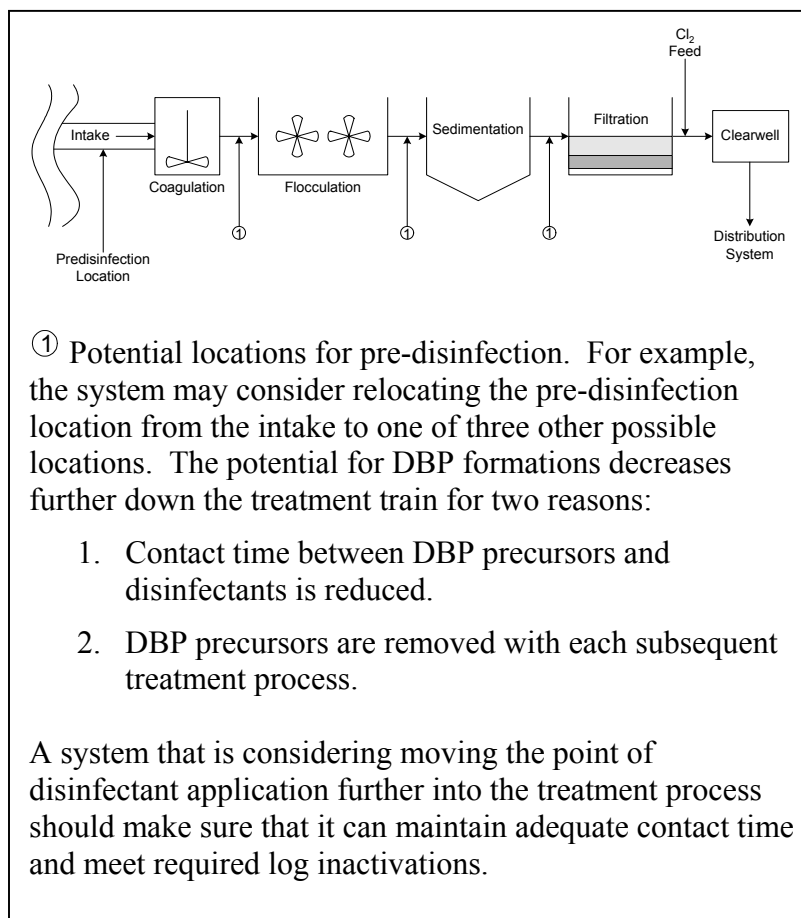 Cl₂
Feed
Intake
Coagulation
Flocculation
Sedimentation
Filtration
Clearwell
①
①
①
Predisinfection
Location
Distribution
System
① Potential locations for pre-disinfection. For example,
the system may consider relocating the pre-disinfection
location from the intake to one of three other possible
locations. The potential for DBP formations decreases
further down the treatment train for two reasons:
1. Contact time between DBP precursors and
disinfectants is reduced.
2. DBP precursors are removed with each subsequent
treatment process.
A system that is considering moving the point of
disinfectant application further into the treatment process
should make sure that it can maintain adequate contact time
and meet required log inactivations.